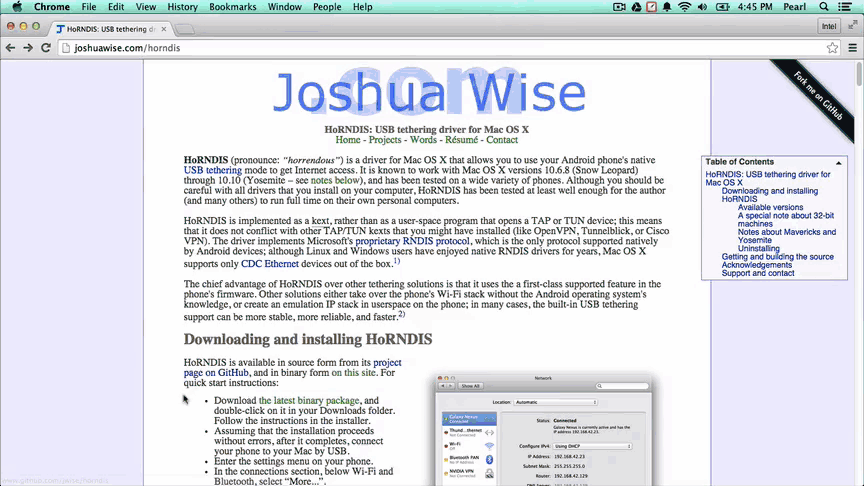 Chrome File Edit View History Bookmarks Window People Help 4:45 PM Pearl
HoRNDIS: USB tethering dr
Intel
joshuawise.com/horndis
Fork me on GitHub
.com
Joshua Wise
HoRNDIS: USB tethering driver for Mac OS X
Home - Projects - Words - Résumé - Contact
HoRNDIS (pronounce: "horrendous") is a driver for Mac OS X that allows you to use your Android phone's native
USB tethering mode to get Internet access. It is known to work with Mac OS X versions 10.6.8 (Snow Leopard)
through 10.10 (Yosemite – see notes below), and has been tested on a wide variety of phones. Although you should be
careful with all drivers that you install on your computer, HoRNDIS has been tested at least well enough for the author
(and many others) to run full time on their own personal computers.
HoRNDIS is implemented as a kext, rather than as a user-space program that opens a TAP or TUN device; this means
that it does not conflict with other TAP/TUN kexts that you might have installed (like OpenVPN, Tunnelblick, or Cisco
VPN). The driver implements Microsoft's proprietary RNDIS protocol, which is the only protocol supported natively
by Android devices; although Linux and Windows users have enjoyed native RNDIS drivers for years, Mac OS X
supports only CDC Ethernet devices out of the box.1)
The chief advantage of HoRNDIS over other tethering solutions is that it uses the a first-class supported feature in the
phone's firmware. Other solutions either take over the phone's Wi-Fi stack without the Android operating system's
knowledge, or create an emulation IP stack in userspace on the phone; in many cases, the built-in USB tethering
support can be more stable, more reliable, and faster.2)
Downloading and installing HoRNDIS
HoRNDIS is available in source form from its project
page on GitHub, and in binary form on this site. For
quick start instructions:
• Download the latest binary package, and
double-click on it in your Downloads folder.
Follow the instructions in the installer.
• Assuming that the installation proceeds
without errors, after it completes, connect
your phone to your Mac by USB.
• Enter the settings menu on your phone.
• In the connections section, below Wi-Fi and
Bluetooth, select "More...".
Table of Contents
HoRNDIS: USB tethering driver for
Mac OS X
Downloading and installing
HoRNDIS
Available versions
A special note about 32-bit
machines
Notes about Mavericks and
Yosemite
Uninstalling
Getting and building the source
Acknowledgements
Support and contact
Network
Show All
Location: Automatic
Galaxy Nexus
Connected
Thund...thernet
Not Connected
Wi-Fi
Off
Bluetooth PAN
No IP Address
NVIDIA VPN
Not Connected
Status: Connected
Galaxy Nexus is currently active and has the
IP address 192.168.42.23.
Configure IPv4: Using DHCP
IP Address: 192.168.42.23
Subnet Mask: 255.255.255.0
Router: 192.168.42.129